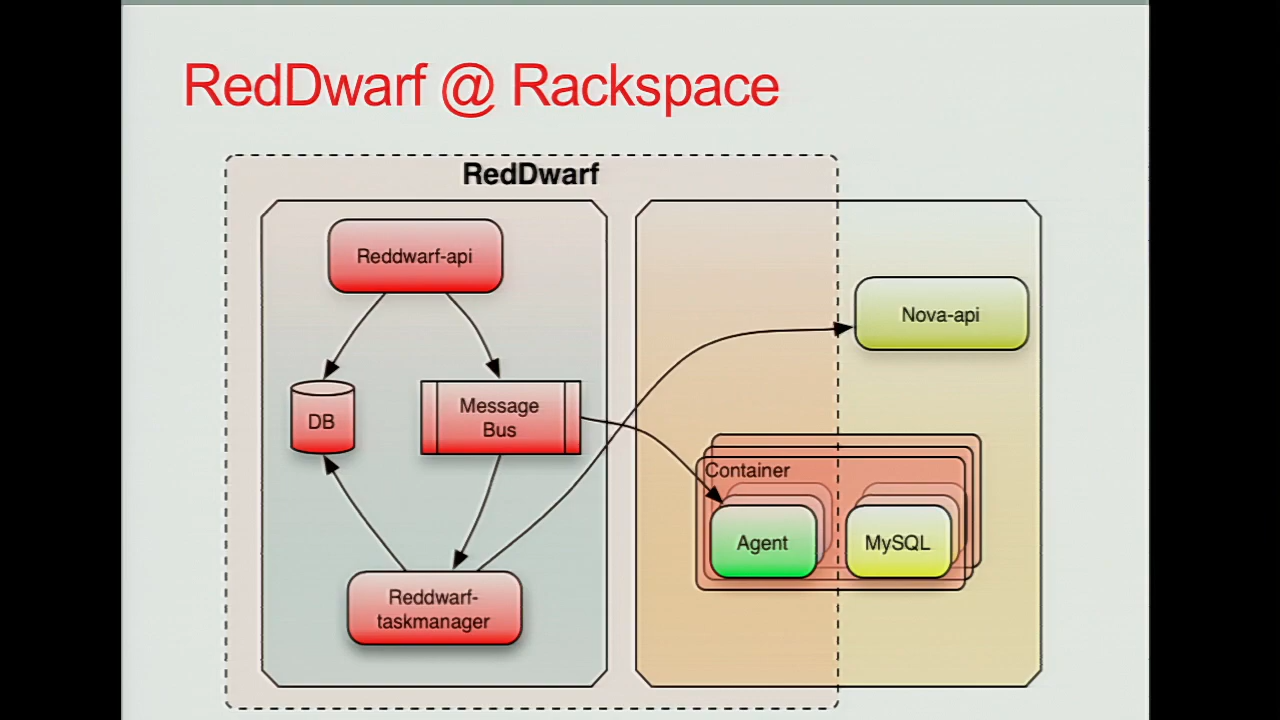 RedDwarf @ Rackspace
RedDwarf
Reddwarf-api
Nova-api
DB
Message
Bus
Container
Agent
MySQL
Reddwarf-
taskmanager